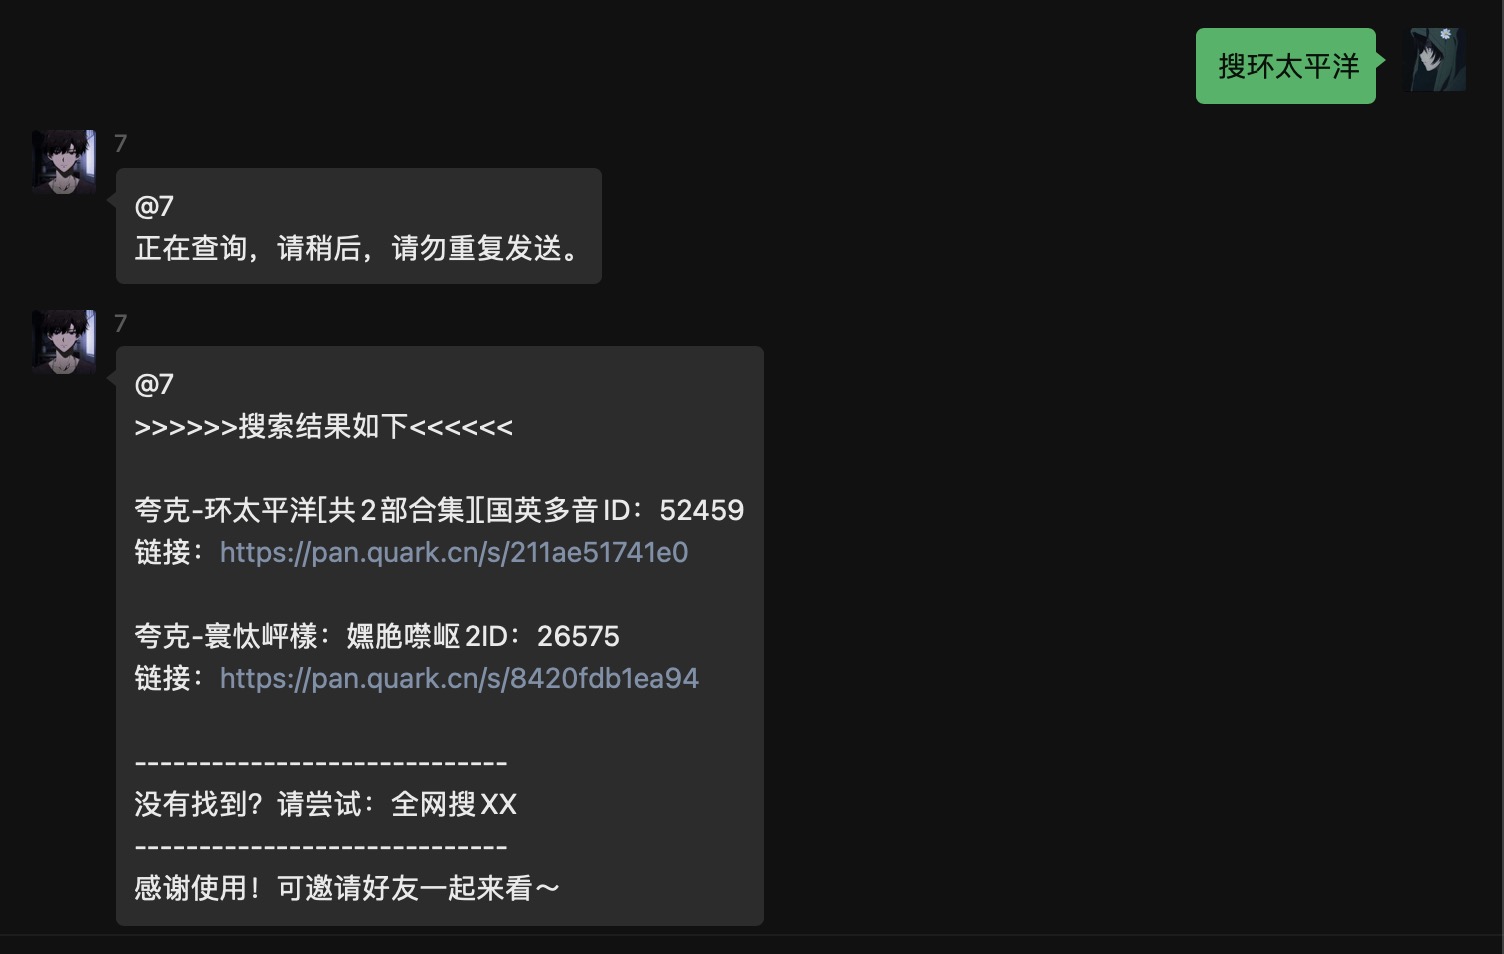 搜环太平洋
7
@7
正在查询，请稍后，请勿重复发送。
7
@7
>>>>>>搜索结果如下<<<<<<
夸克-环太平洋[共2部合集][国英多音ID：52459
链接：https://pan.quark.cn/s/211ae51741e0
夸克-寰忲岼樣：嫼脃噤岖2ID：26575
链接：https://pan.quark.cn/s/8420fdb1ea94
-----------------------------
没有找到？请尝试：全网搜XX
-----------------------------
感谢使用！可邀请好友一起来看～